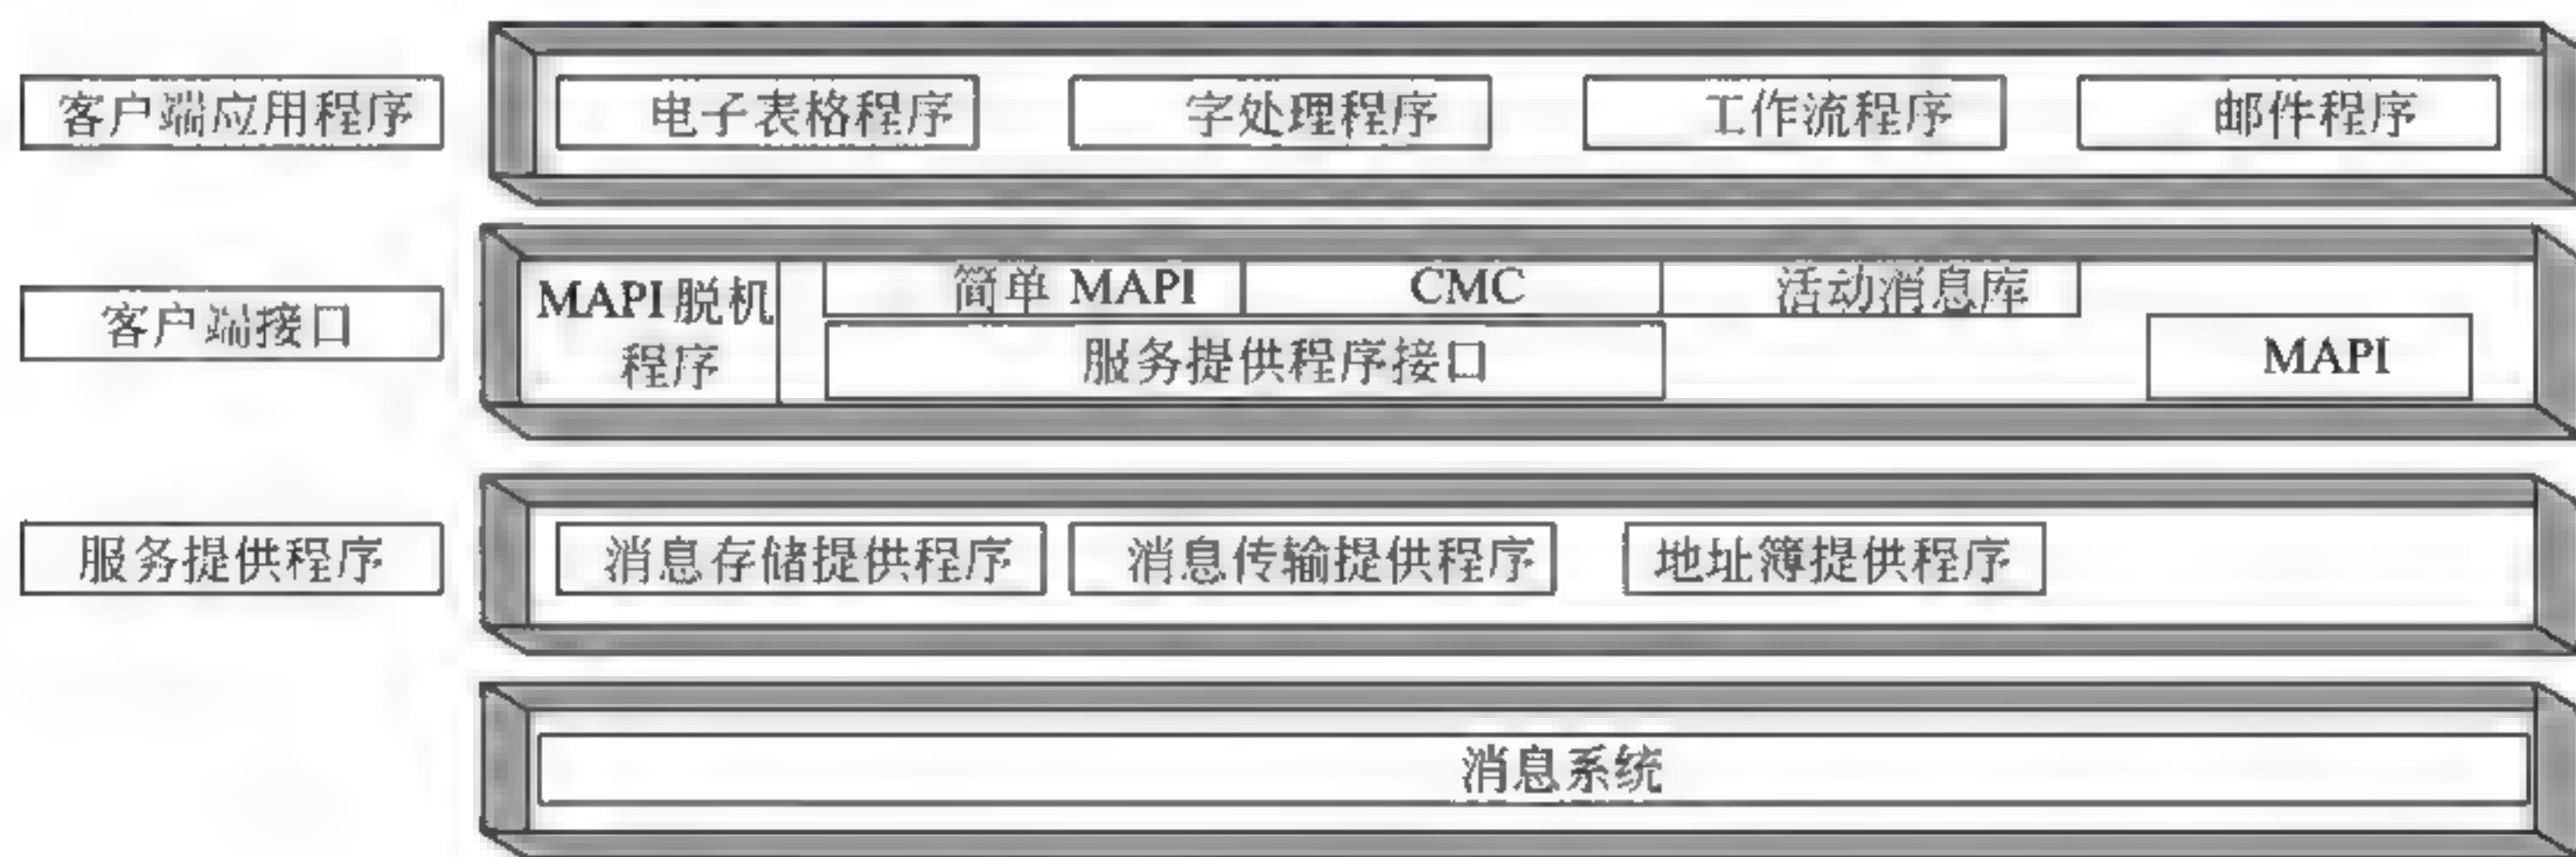 客户端应用程序
电子表格程序
字处理程序
工作流程序
邮件程序
客户端接口
MAPI脱机
程序
简单 MAPI
CMC
活动消息库
服务提供程序接口
MAPI
服务提供程序
消息存储提供程序
消息传输提供程序
地址簿提供程序
消息系统